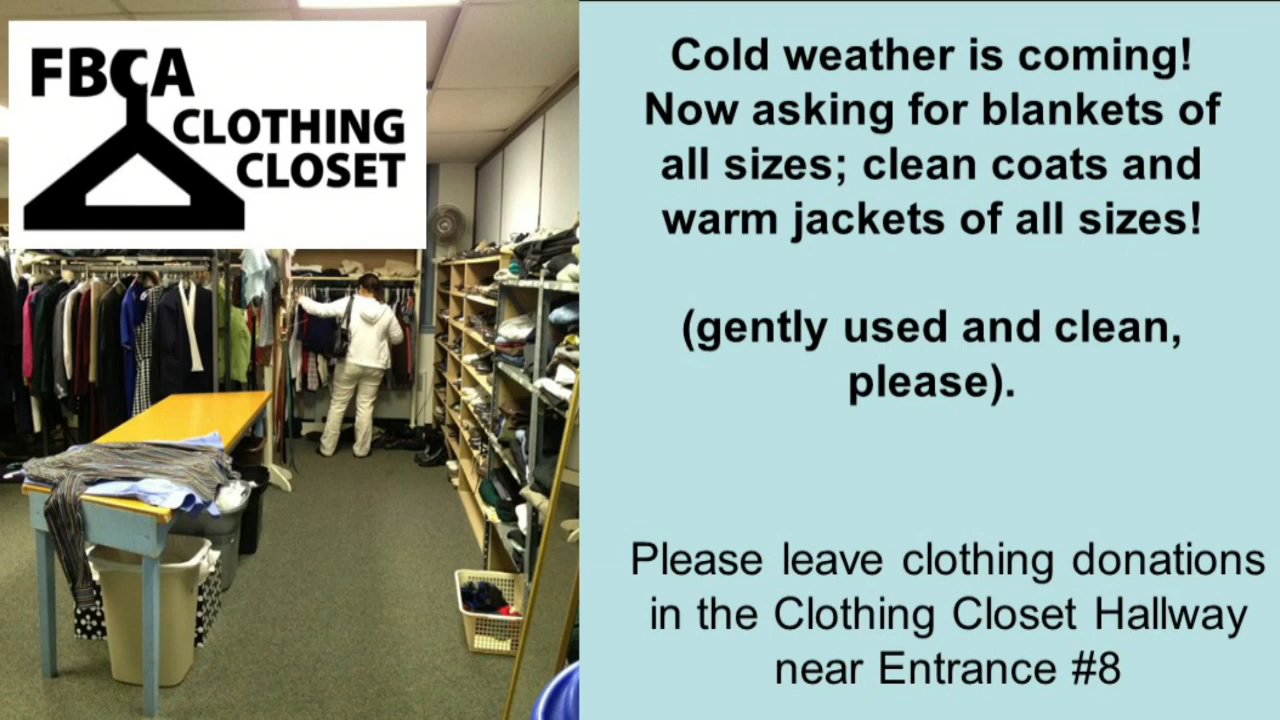 FBCA
CLOTHING
CLOSET
Cold weather is coming!
Now asking for blankets of
all sizes; clean coats and
warm jackets of all sizes!
(gently used and clean,
please).
Please leave clothing donations
in the Clothing Closet Hallway
near Entrance #8